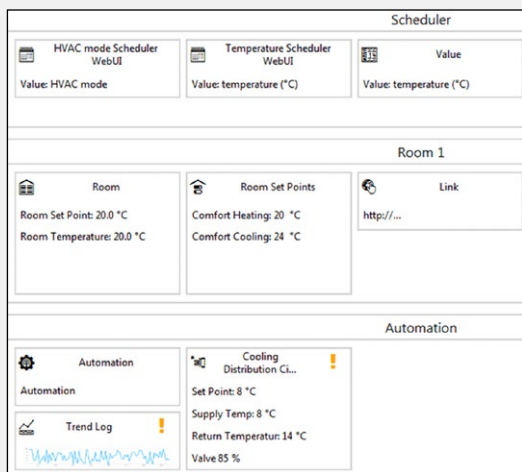 Scheduler
HVAC mode Scheduler
WebUI
Value: HVAC mode
Temperature Scheduler
WebUI
Value: temperature (°C)
Value
Value: temperature (°C)
Room 1
Room
Room Set Point: 20.0 °C
Room Temperature: 20.0 °C
Room Set Points
Comfort Heating: 20 °C
Comfort Cooling: 24 °C
Link
http://...
Automation
Automation
Automation
Trend Log
Cooling
Distribution Ci...
Set Point: 8 °C
Supply Temp: 8 °C
Return Temperatur: 14 °C
Valve 85 %